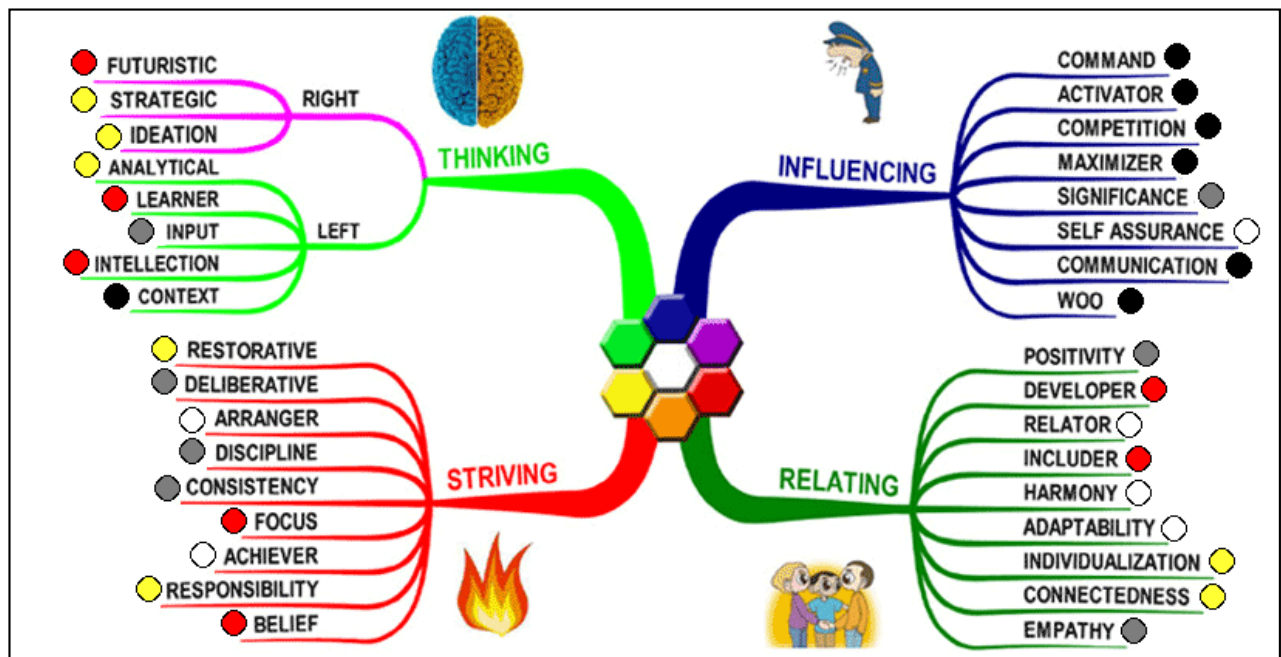 FUTURISTIC
STRATEGIC
IDEATION
RIGHT
ANALYTICAL
LEARNER
INPUT
INTELLECTION
CONTEXT
LEFT
THINKING
INFLUENCING
COMMAND
ACTIVATOR
COMPETITION
MAXIMIZER
SIGNIFICANCE
SELF ASSURANCE
COMMUNICATION
WOO
RESTORATIVE
DELIBERATIVE
ARRANGER
DISCIPLINE
CONSISTENCY
FOCUS
ACHIEVER
RESPONSIBILITY
BELIEF
STRIVING
RELATING
POSITIVITY
DEVELOPER
RELATOR
INCLUDER
HARMONY
ADAPTABILITY
INDIVIDUALIZATION
CONNECTEDNESS
EMPATHY